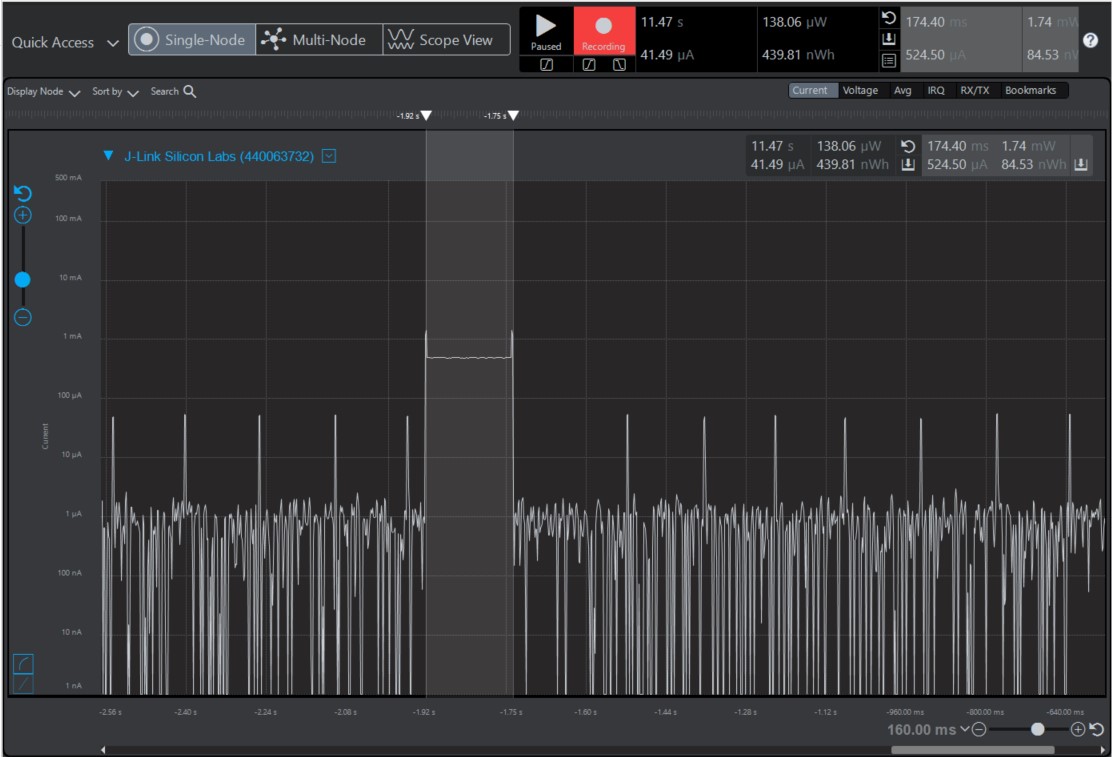 Quick Access Single-Node Multi-Node Scope View
Paused Recording
11.47 s 138.06 µW 174.40 ms 1.74 mW
41.49 µA 439.81 nWh 524.50 µA 84.53 nW
Display Node Sort by Search Current Voltage Avg IRQ RX/TX Bookmarks
-1.92 s -1.75 s
J-Link Silicon Labs (440063732)
11.47 s 138.06 µW 174.40 ms 1.74 mW
41.49 µA 439.81 nWh 524.50 µA 84.53 nWh
500 mA
100 mA
10 mA
1 mA
100 µA
Current
10 µA
1 µA
100 nA
10 nA
1 nA
-2.56 s -2.40 s -2.24 s -2.08 s -1.92 s -1.75 s -1.60 s -1.44 s -1.28 s -1.12 s -960.00 ms -800.00 ms -640.00 ms
160.00 ms